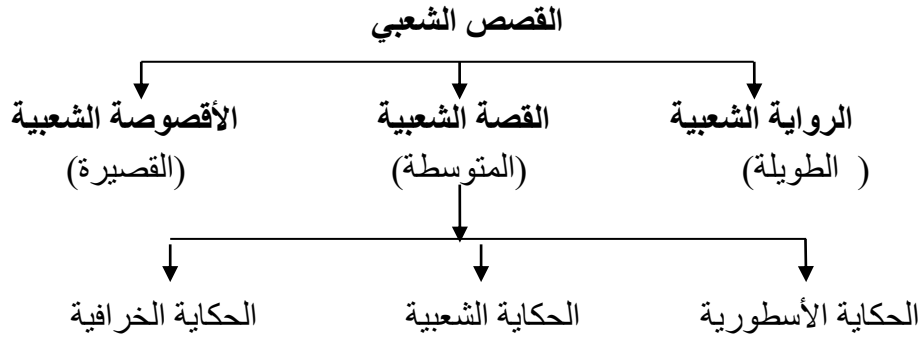 القصص الشعبي
الرواية الشعبية القصة الشعبية الأقصوصة الشعبية
( الطويلة) (المتوسطة) (القصيرة)
الحكاية الأسطورية الحكاية الشعبية الحكاية الخرافية